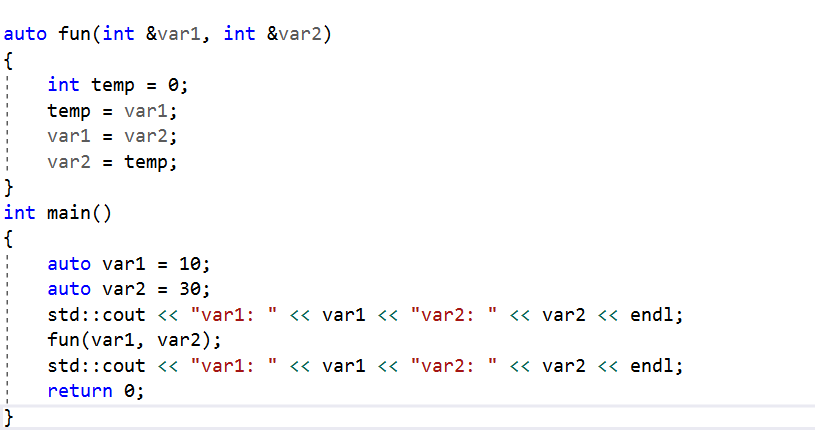 auto fun(int &var1, int &var2)
{
    int temp = 0;
    temp = var1;
    var1 = var2;
    var2 = temp;
}
int main()
{
    auto var1 = 10;
    auto var2 = 30;
    std::cout << "var1: " << var1 << "var2: " << var2 << endl;
    fun(var1, var2);
    std::cout << "var1: " << var1 << "var2: " << var2 << endl;
    return 0;
}